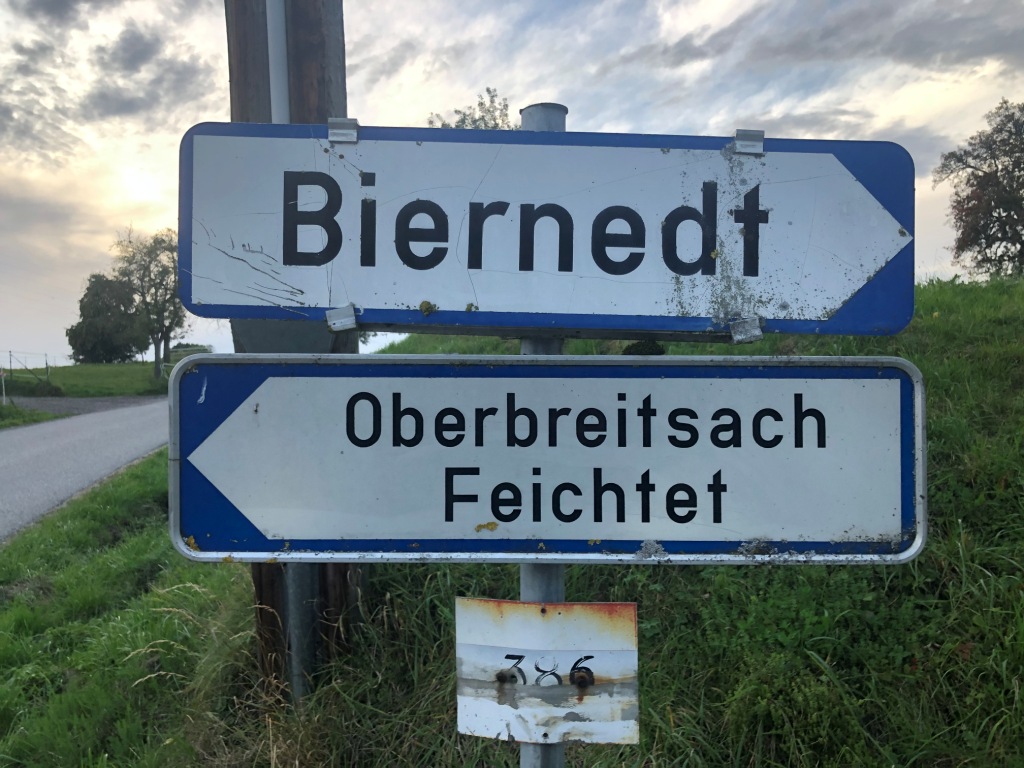 Biernedt
Oberbreitsach
Feichtet
386